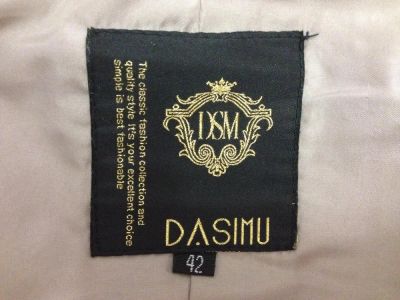 The classic fashion collection and
quality style it's your excellent choice
simple is best fashionable
DSM
DASIMU
42